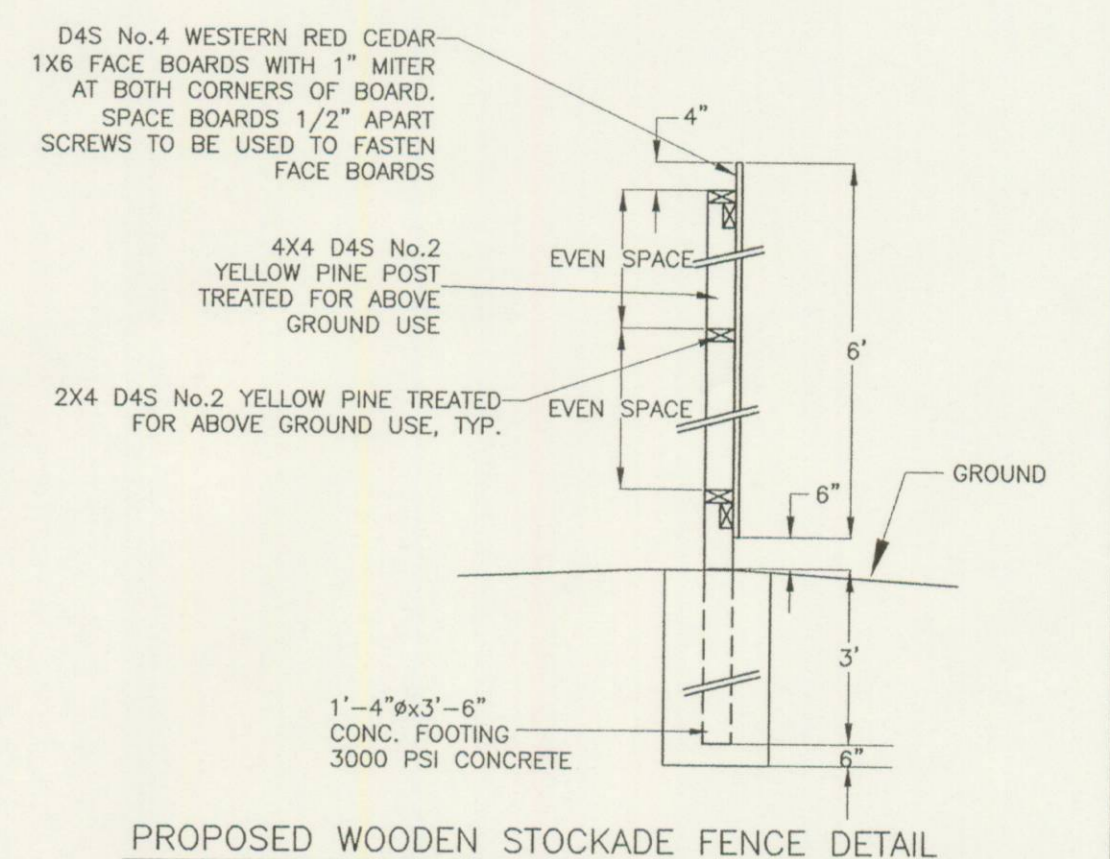 D4S No.4 WESTERN RED CEDAR
1X6 FACE BOARDS WITH 1" MITER
AT BOTH CORNERS OF BOARD.
SPACE BOARDS 1/2" APART
SCREWS TO BE USED TO FASTEN
FACE BOARDS
4"
4X4 D4S No.2
YELLOW PINE POST
TREATED FOR ABOVE
GROUND USE
EVEN SPACE
6'
2X4 D4S No.2 YELLOW PINE TREATED
FOR ABOVE GROUND USE, TYP.
EVEN SPACE
6"
GROUND
3'
1'-4"øx3'-6"
CONC. FOOTING
3000 PSI CONCRETE
6"
PROPOSED WOODEN STOCKADE FENCE DETAIL